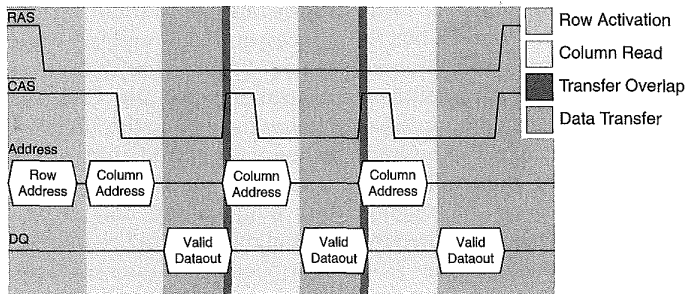 RAS
Row Activation
Column Read
CAS
Transfer Overlap
Data Transfer
Address
Row
Address
Column
Address
Column
Address
Column
Address
DQ
Valid
Dataout
Valid
Dataout
Valid
Dataout